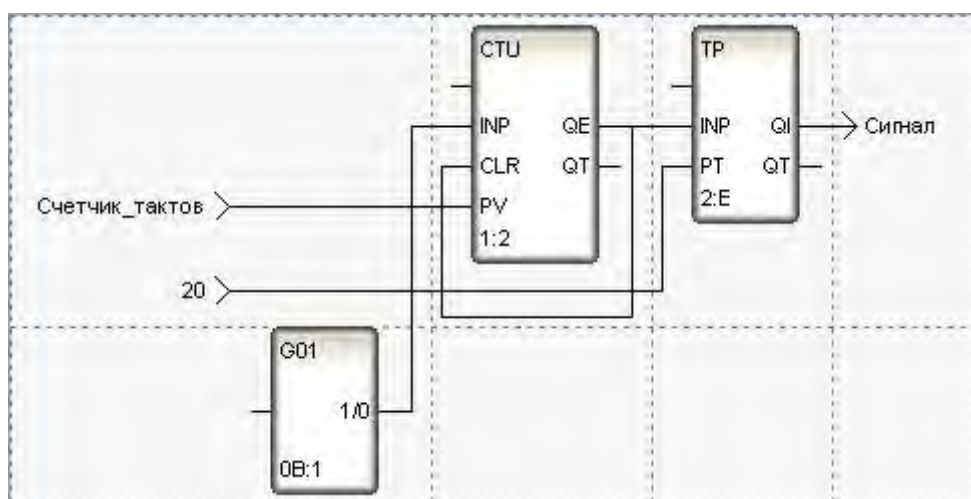 CTU
TP
INP QE
INP QI
Сигнал
CLR QT
PT QT
Счетчик_тактов
PV
2:E
1:2
20
G01
1/0
0B:1